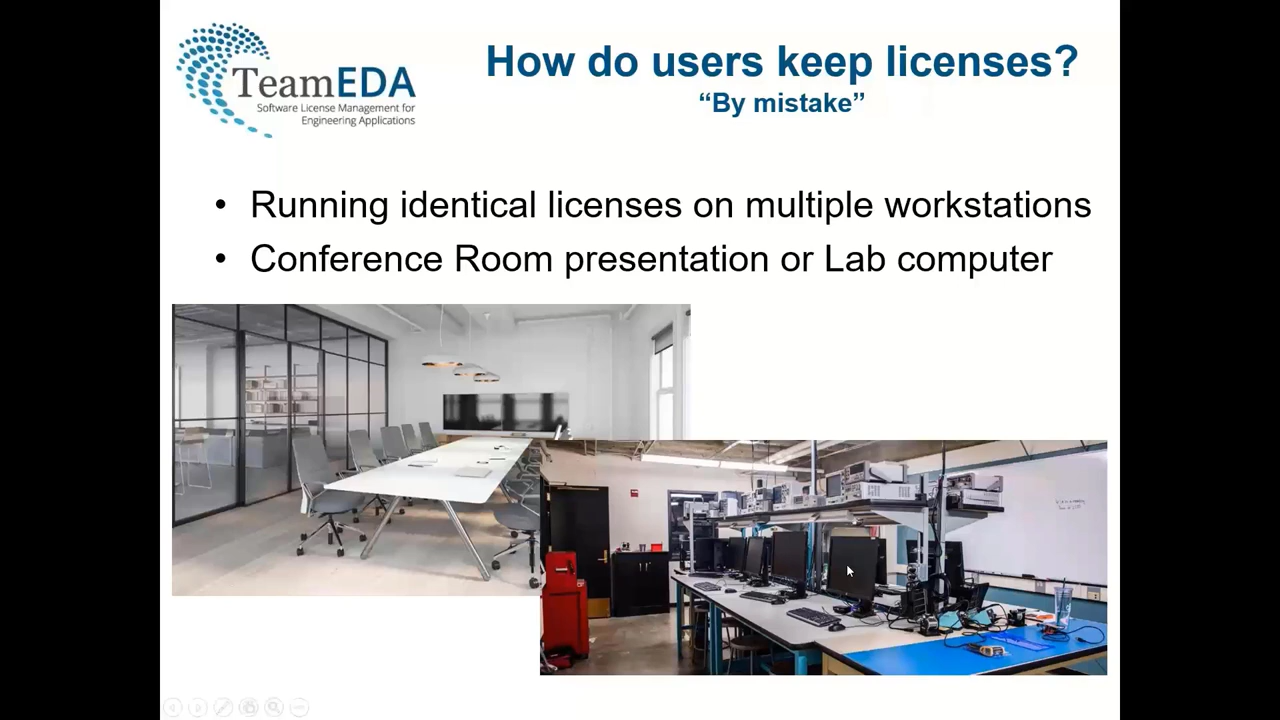 TeamEDA
Software License Management for
Engineering Applications
How do users keep licenses?
“By mistake”
• Running identical licenses on multiple workstations
• Conference Room presentation or Lab computer